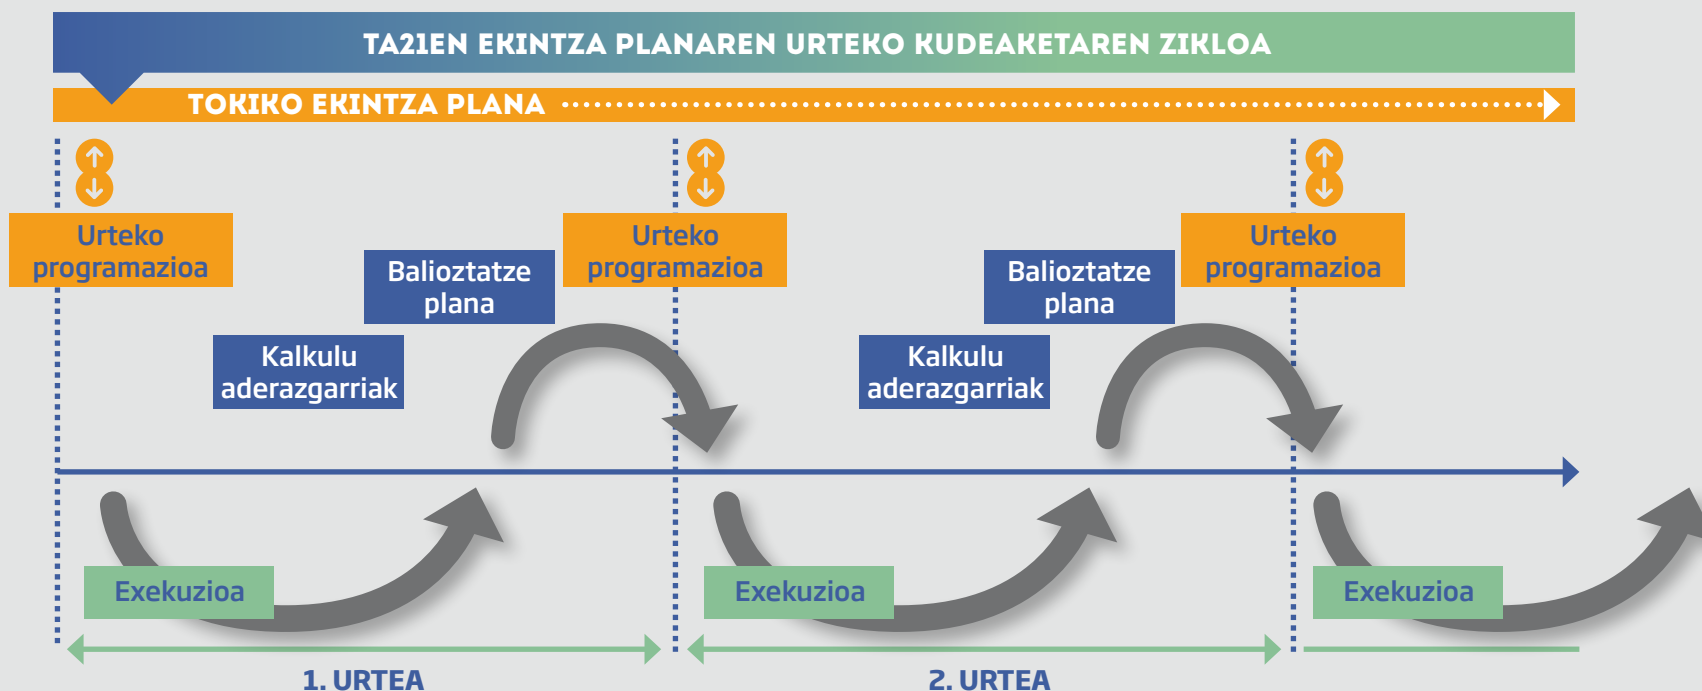 TA21EN EKINTZA PLANAREN URTEKO KUDEAKETAREN ZIKLOA
TOKIKO EKINTZA PLANA
Urteko
programazioa
Kalkulu
aderazgarriak
Balioztatze
plana
Urteko
programazioa
Kalkulu
aderazgarriak
Balioztatze
plana
Urteko
programazioa
Exekuzioa
Exekuzioa
Exekuzioa
1. URTEA
2. URTEA